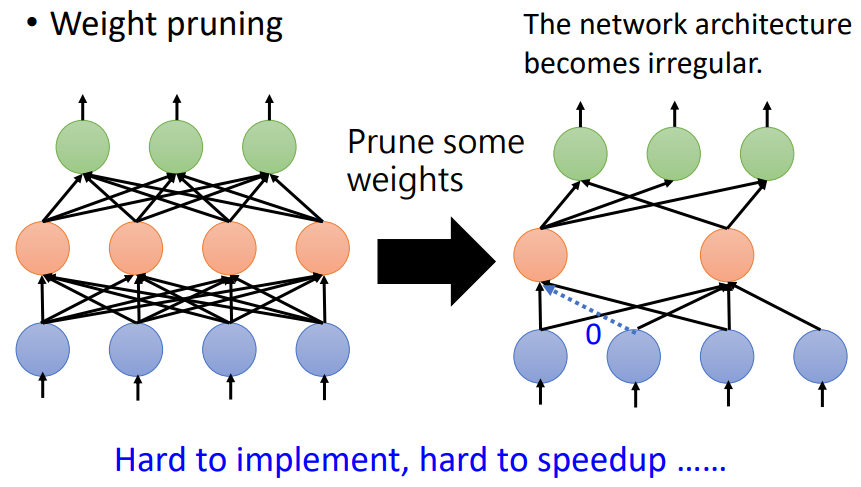 • Weight pruning
The network architecture
becomes irregular.
Prune some
weights
0
Hard to implement, hard to speedup ……